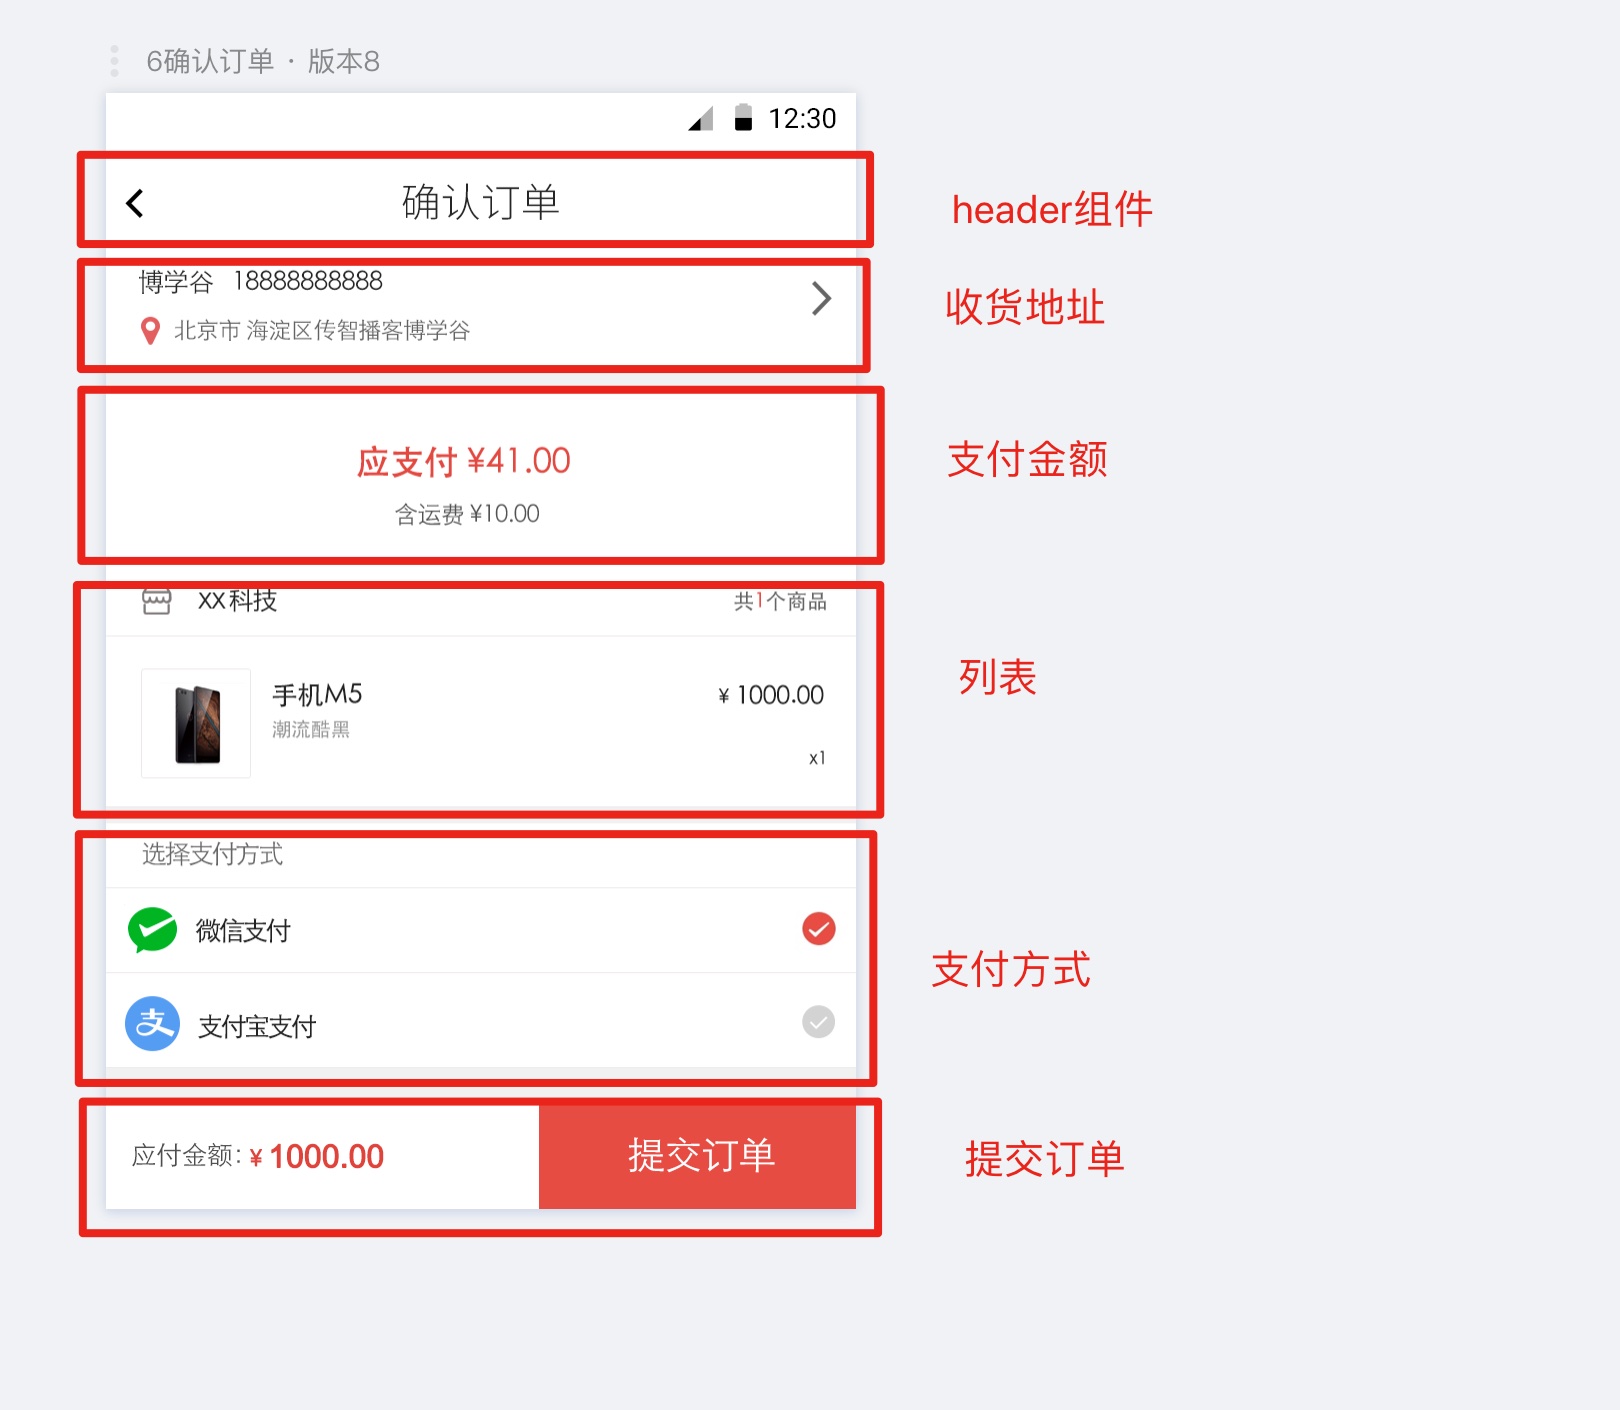 6确认订单 · 版本8
12:30
确认订单
header组件
博学谷 18888888888
北京市 海淀区传智播客博学谷
收货地址
应支付 ¥41.00
含运费 ¥10.00
支付金额
XX科技 共1个商品
手机M5 ¥ 1000.00
潮流酷黑
x1
列表
选择支付方式
微信支付
支
支付宝支付
支付方式
应付金额: ¥ 1000.00 提交订单
提交订单